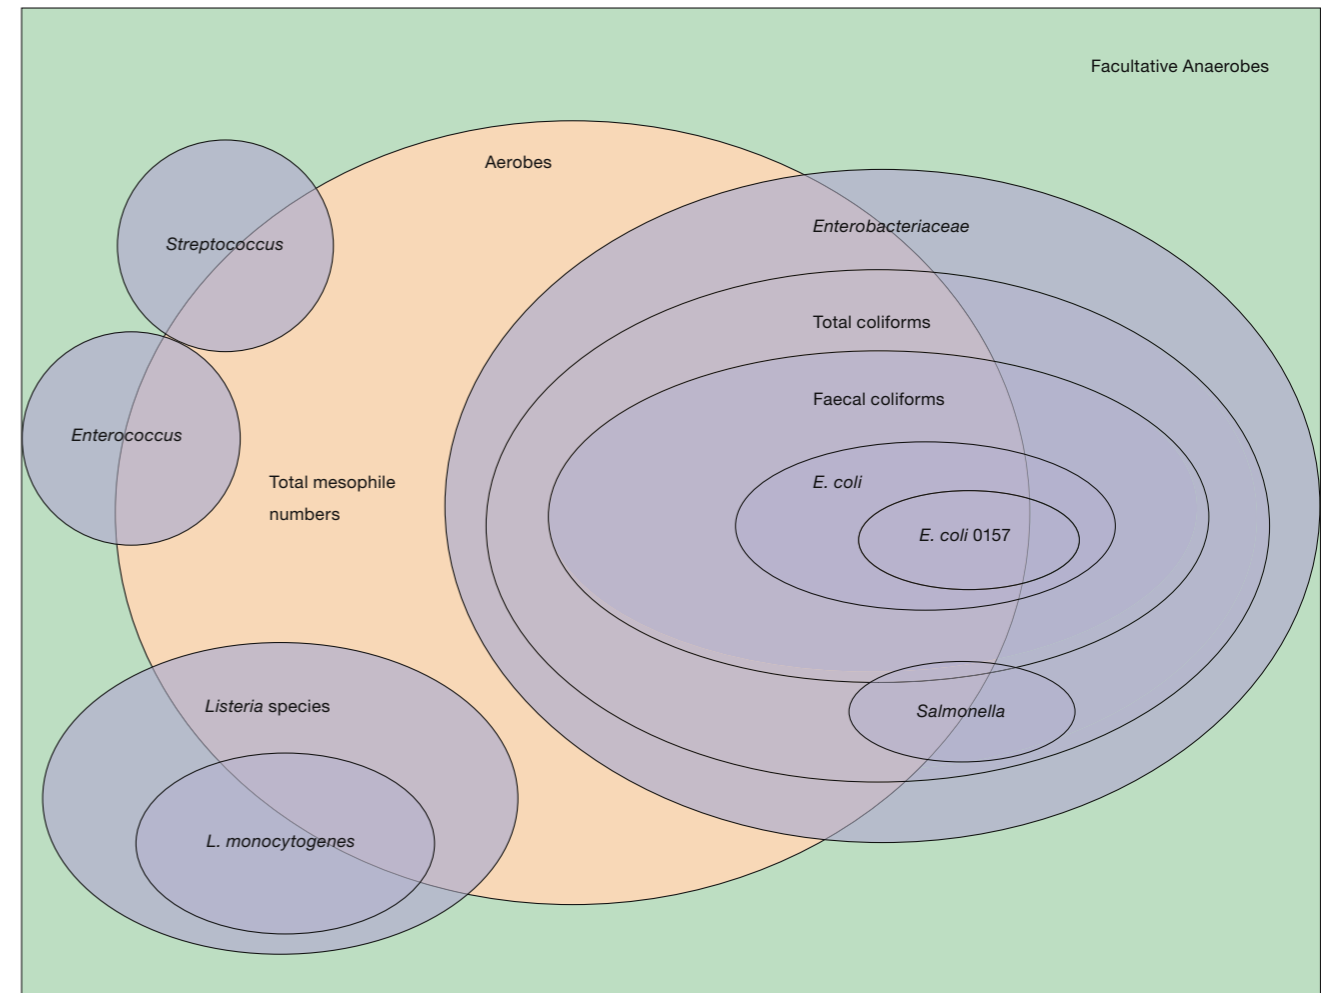 Facultative Anaerobes
Aerobes
Enterobacteriaceae
Streptococcus
Total coliforms
Faecal coliforms
Enterococcus
Total mesophile
numbers
E. coli
E. coli 0157
Listeria species
Salmonella
L. monocytogenes